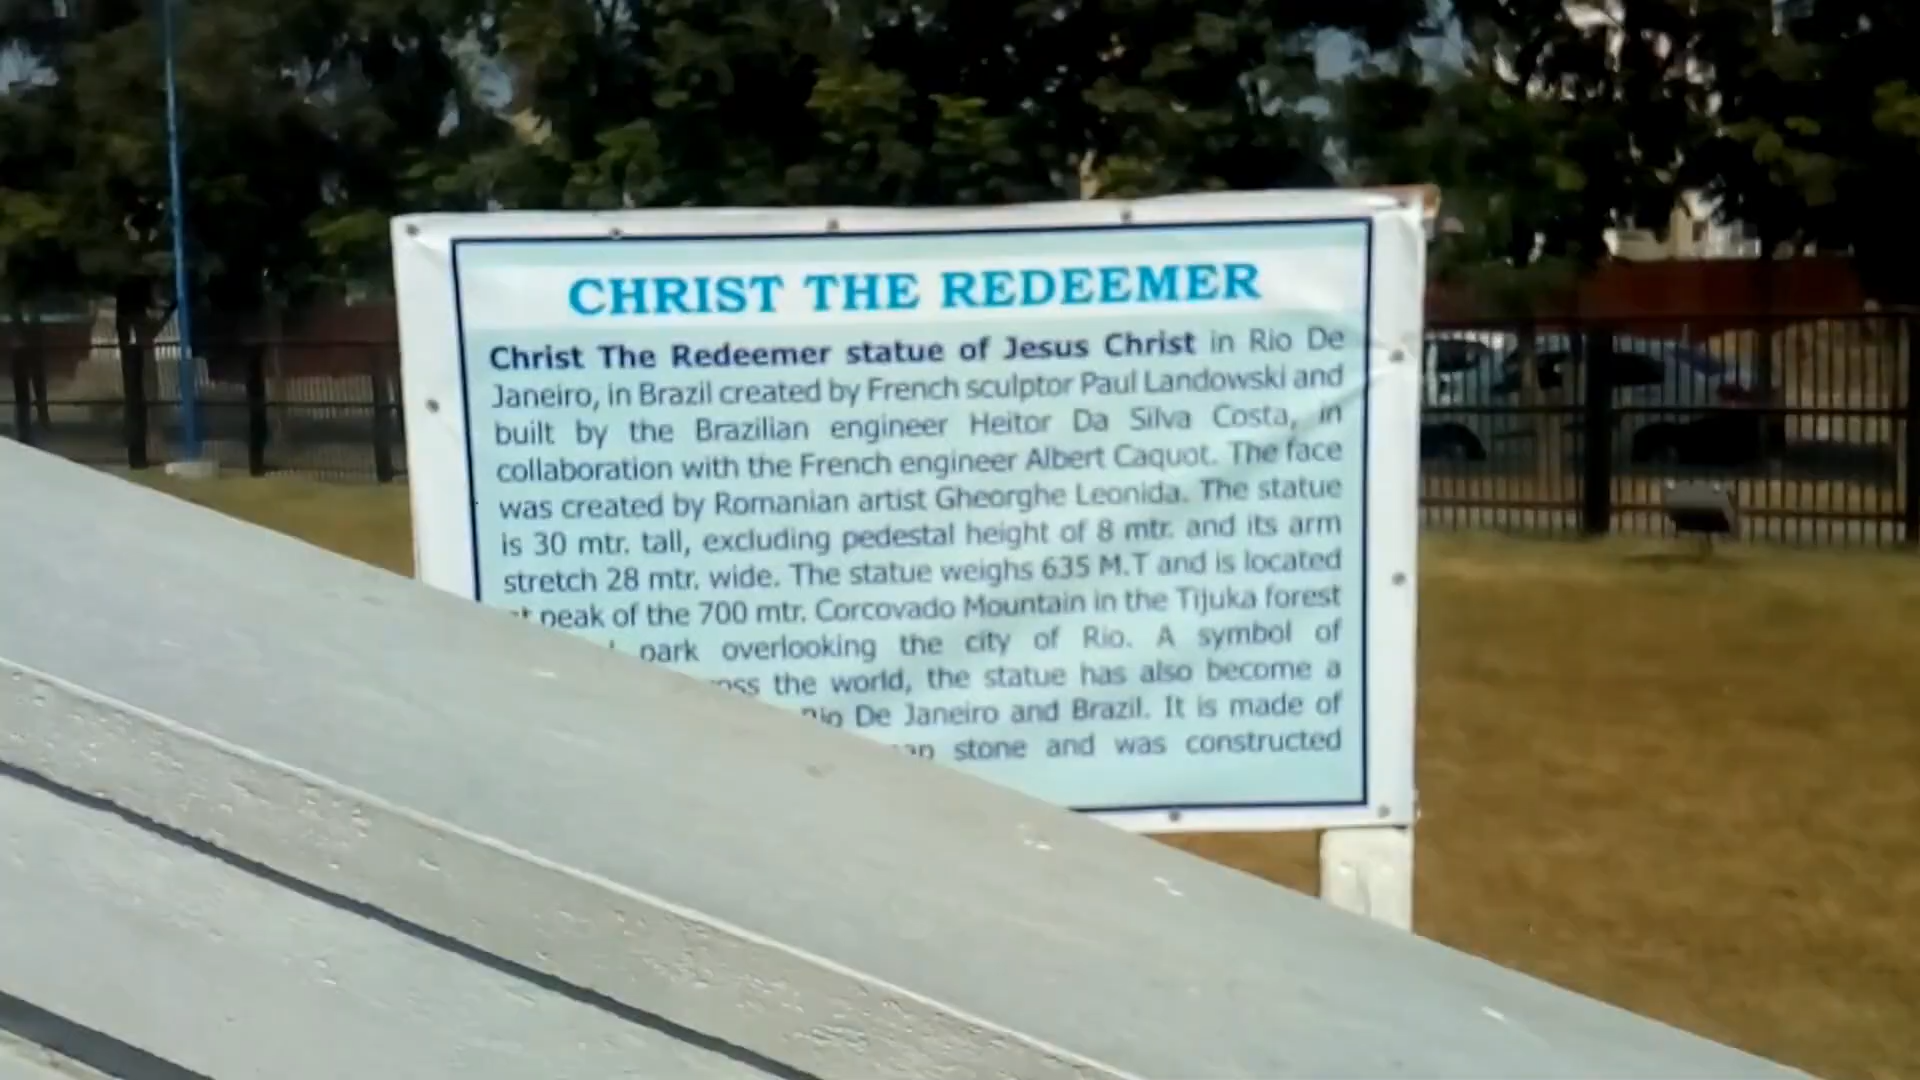 CHRIST THE REDEEMER
Christ The Redeemer statue of Jesus Christ in Rio De
Janeiro, in Brazil created by French sculptor Paul Landowski and
built by the Brazilian engineer Heitor Da Silva Costa, in
collaboration with the French engineer Albert Caquot. The face
was created by Romanian artist Gheorghe Leonida. The statue
is 30 mtr. tall, excluding pedestal height of 8 mtr. and its arm
stretch 28 mtr. wide. The statue weighs 635 M.T and is located
peak of the 700 mtr. Corcovado Mountain in the Tijuka forest
park overlooking the city of Rio. A symbol of
the world, the statue has also become a
Rio De Janeiro and Brazil. It is made of
stone and was constructed